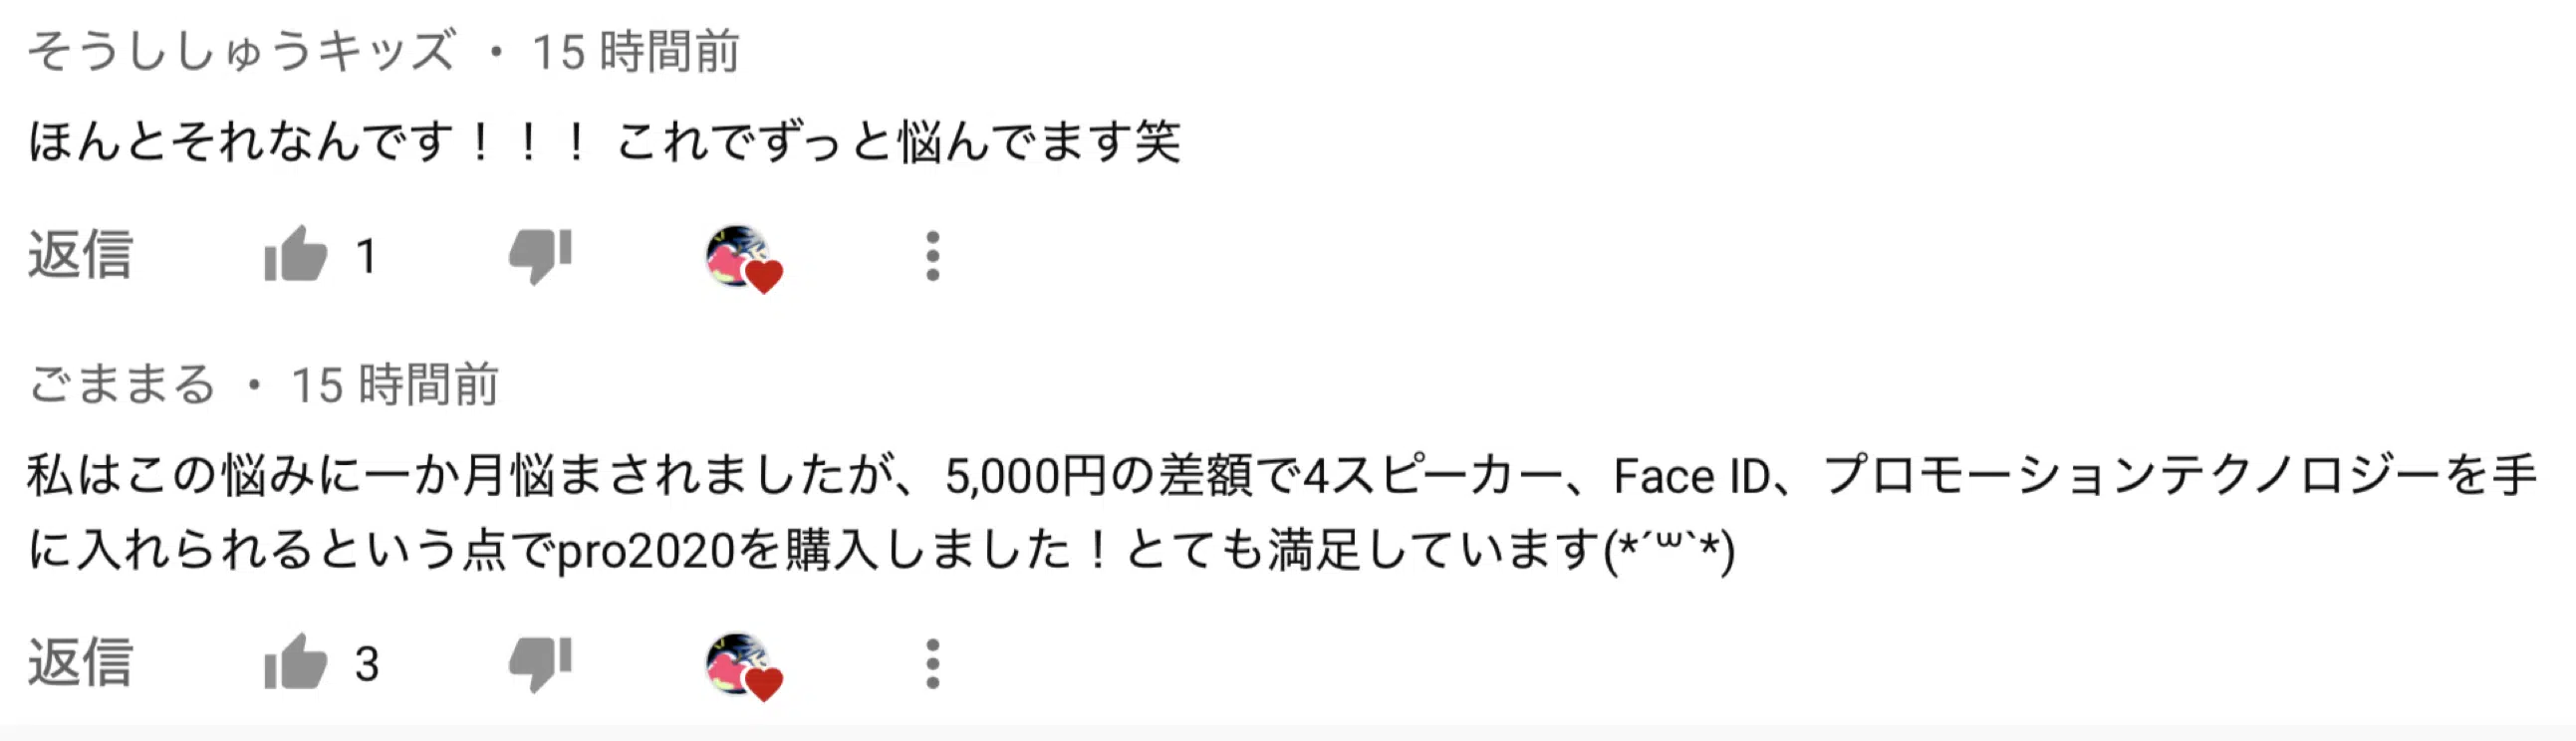 そうししゅうキッズ ・ 15 時間前
ほんとそれなんです！！！ これでずっと悩んでます笑
返信 1
ごままる ・ 15 時間前
私はこの悩みに一か月悩まされましたが、5,000円の差額で4スピーカー、Face ID、プロモーションテクノロジーを手
に入れられるという点でpro2020を購入しました！とても満足しています(*´꒳`*)
返信 3